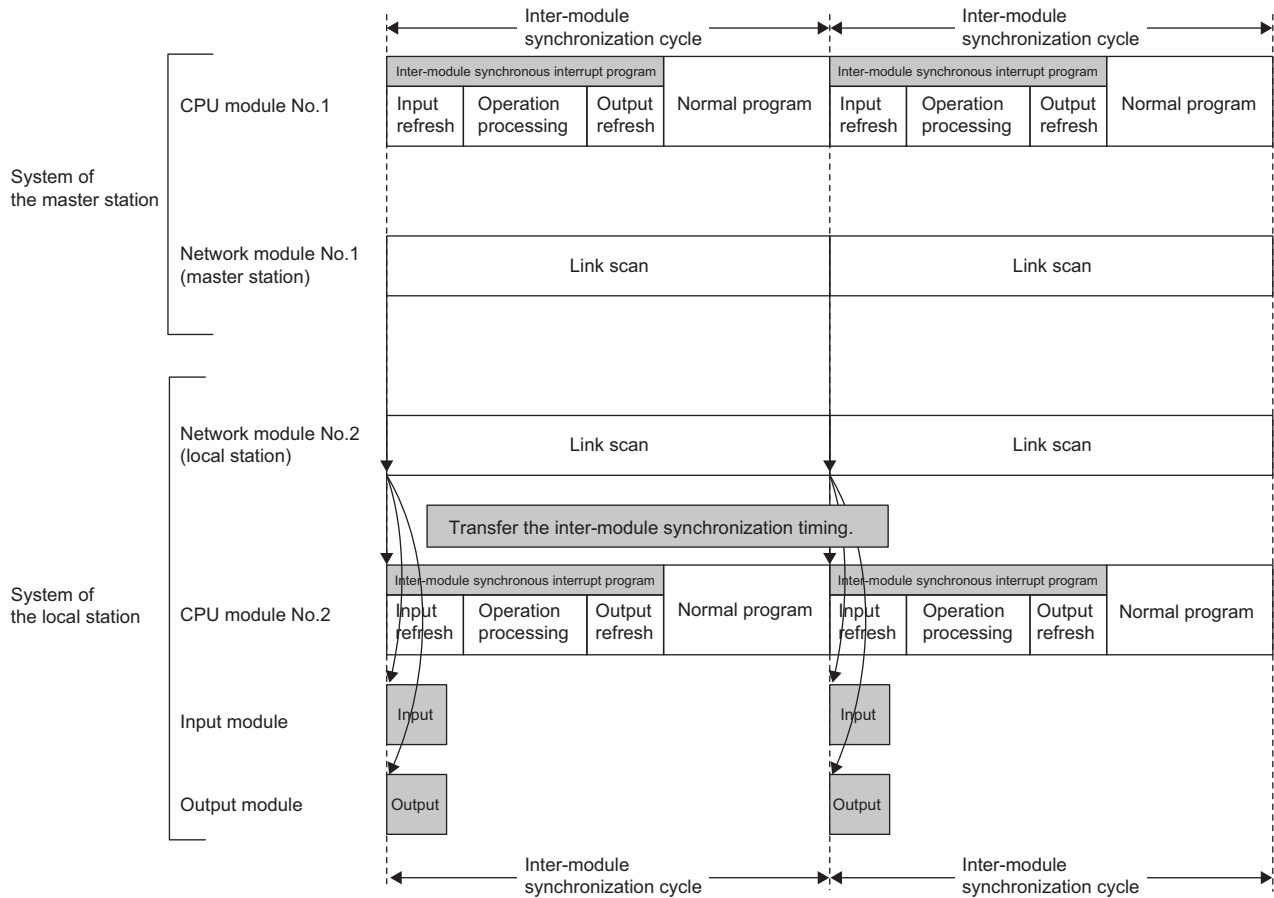 Inter-module
synchronization cycle
Inter-module
synchronization cycle
System of
the master station
CPU module No.1
Inter-module synchronous interrupt program
Input
refresh
Operation
processing
Output
refresh
Normal program
Inter-module synchronous interrupt program
Input
refresh
Operation
processing
Output
refresh
Normal program
Network module No.1
(master station)
Link scan
Link scan
System of
the local station
Network module No.2
(local station)
Link scan
Link scan
Transfer the inter-module synchronization timing.
CPU module No.2
Inter-module synchronous interrupt program
Input
refresh
Operation
processing
Output
refresh
Normal program
Inter-module synchronous interrupt program
Input
refresh
Operation
processing
Output
refresh
Normal program
Input module
Input
Input
Output module
Output
Output
Inter-module
synchronization cycle
Inter-module
synchronization cycle